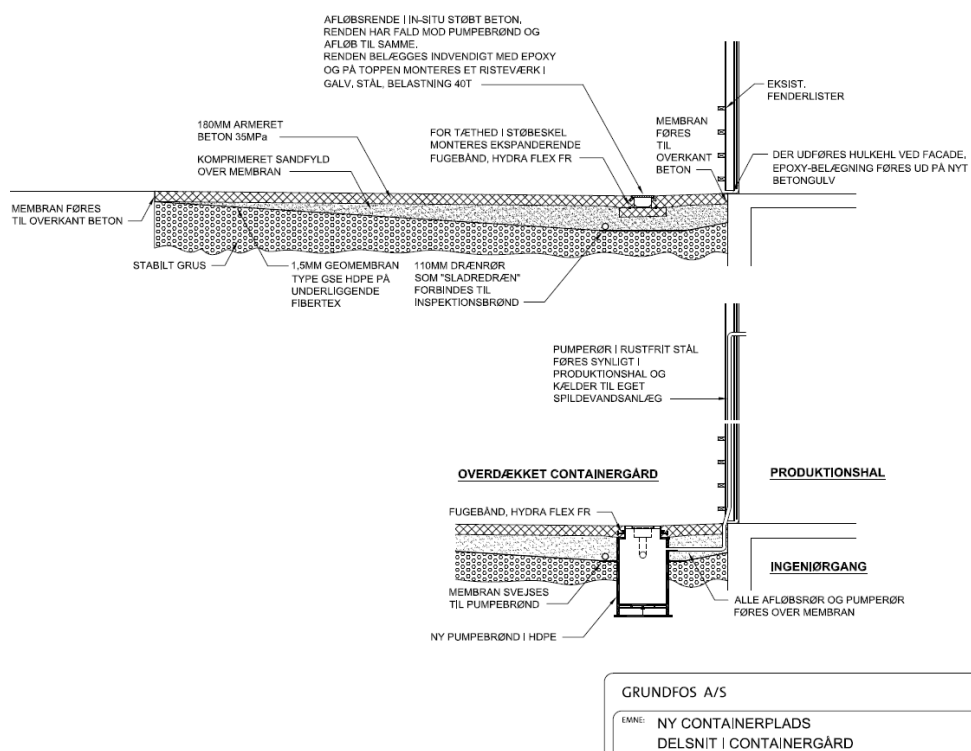 AFLØBSRENDE I IN-SITU STØBT BETON,
RENDEN HAR FALD MOD PUMPEBRØND OG
AFLØB TIL SAMME.
RENDEN BELÆGGES INDVENDIGT MED EPOXY
OG PÅ TOPPEN MONTERES ET RISTEVÆRK I
GALV, STÅL, BELASTNING 40T
EKSIST.
FENDERLISTER
180MM ARMERET
BETON 35MPa
FOR TÆTHED I STØBESKEL
MONTERES EKSPANDERENDE
FUGEBÅND, HYDRA FLEX FR
MEMBRAN
FØRES
TIL
OVERKANT
BETON
KOMPRIMERET SANDFYLD
OVER MEMBRAN
DER UDFØRES HULKEHL VED FACADE,
EPOXY-BELÆGNING FØRES UD PÅ NYT
BETONGULV
MEMBRAN FØRES
TIL OVERKANT BETON
STABILT GRUS
1,5MM GEOMEMBRAN
TYPE GSE HDPE PÅ
UNDERLIGGENDE
FIBERTEX
110MM DRÆNRØR
SOM "SLADREDRÆN"
FORBINDES TIL
INSPEKTIONSBRØND
PUMPERØR I RUSTFRIT STÅL
FØRES SYNLIGT I
PRODUKTIONSHAL OG
KÆLDER TIL EGET
SPILDEVANDSANLÆG
OVERDÆKKET CONTAINERGÅRD
PRODUKTIONSHAL
FUGEBÅND, HYDRA FLEX FR
INGENIØRGANG
MEMBRAN SVEJSES
TIL PUMPEBRØND
ALLE AFLØBSRØR OG PUMPERØR
FØRES OVER MEMBRAN
NY PUMPEBRØND I HDPE
GRUNDFOS A/S
EMNE: NY CONTAINERPLADS
DELSNIT I CONTAINERGÅRD